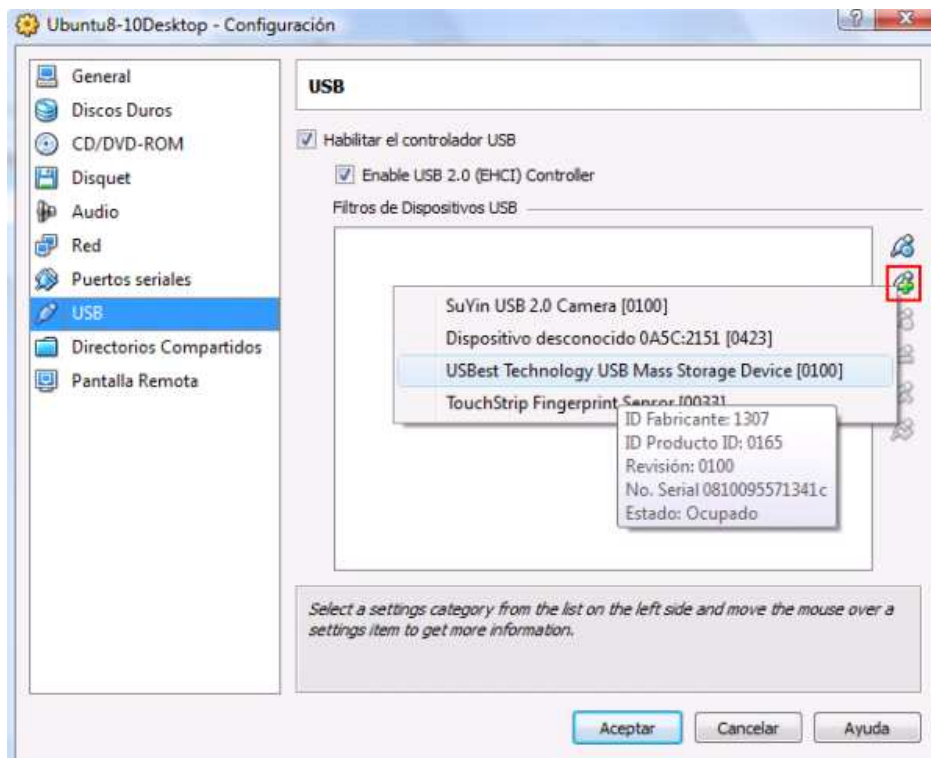 Ubuntu8-10Desktop - Configuración
General
Discos Duros
CD/DVD-ROM
Disquet
Audio
Red
Puertos seriales
USB
Directorios Compartidos
Pantalla Remota
USB
Habilitar el controlador USB
Enable USB 2.0 (EHCI) Controller
Filtros de Dispositivos USB
SuYin USB 2.0 Camera [0100]
Dispositivo desconocido 0A5C:2151 [0423]
USBest Technology USB Mass Storage Device [0100]
TouchStrip Fingerprint Sensor [0033]
ID Fabricante: 1307
ID Producto ID: 0165
Revisión: 0100
No. Serial 0810095571341c
Estado: Ocupado
Select a settings category from the list on the left side and move the mouse over a
settings item to get more information.
Aceptar
Cancelar
Ayuda